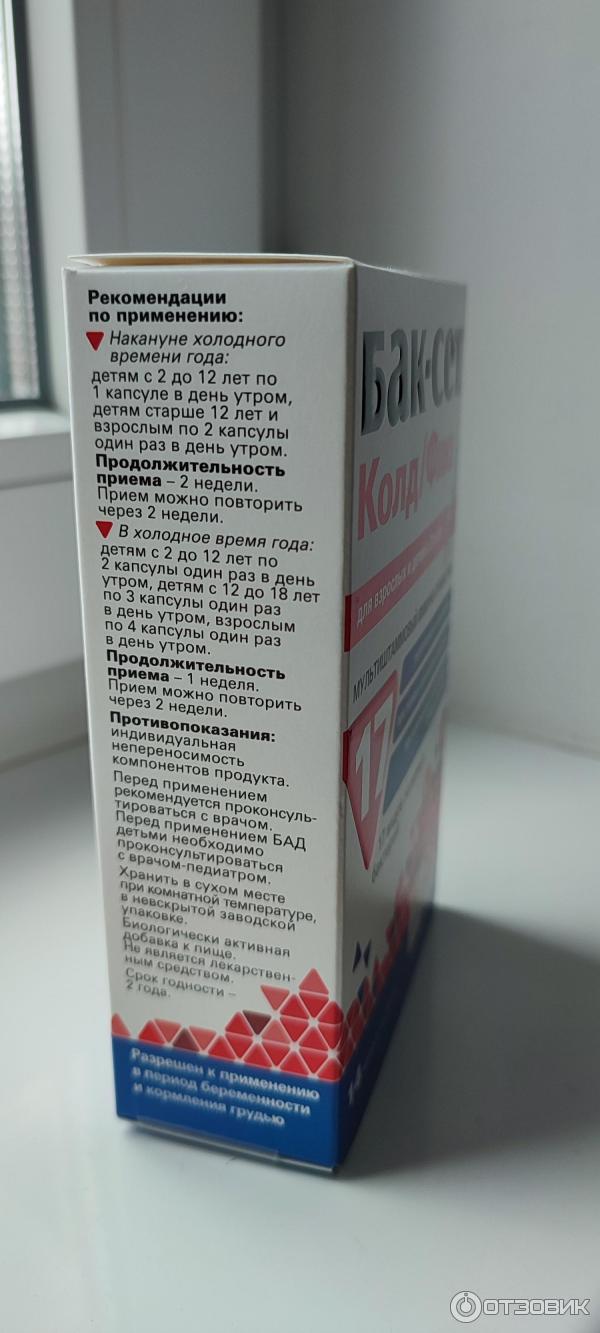 Рекомендации
по применению:
Накануне холодного
времени года:
детям с 2 до 12 лет по
1 капсуле в день утром,
детям старше 12 лет и
взрослым по 2 капсулы
один раз в день утром.
Продолжительность
приема – 2 недели.
Прием можно повторить
через 2 недели.
В холодное время года:
детям с 2 до 12 лет по
2 капсулы один раз в день
утром, детям с 12 до 18 лет
по 3 капсулы один раз
в день утром, взрослым
по 4 капсулы один раз
в день утром.
Продолжительность
приема – 1 неделя.
Прием можно повторить
через 2 недели.
Противопоказания:
индивидуальная
непереносимость
компонентов продукта.
Перед применением
рекомендуется проконсуль-
тироваться с врачом.
Перед применением БАД
детьми необходимо
проконсультироваться
с врачом-педиатром.
Хранить в сухом месте
при комнатной температуре,
в невскрытой заводской
упаковке.
Биологически активная
добавка к пище.
Не является лекарствен-
ным средством.
Срок годности –
2 года.
Разрешен к применению
в период беременности
и кормления грудью
Бак-сет
Колд/
для взрослых и
МУЛЬТИШТАММОВЫЙ
17
14
ОТЗОВИК